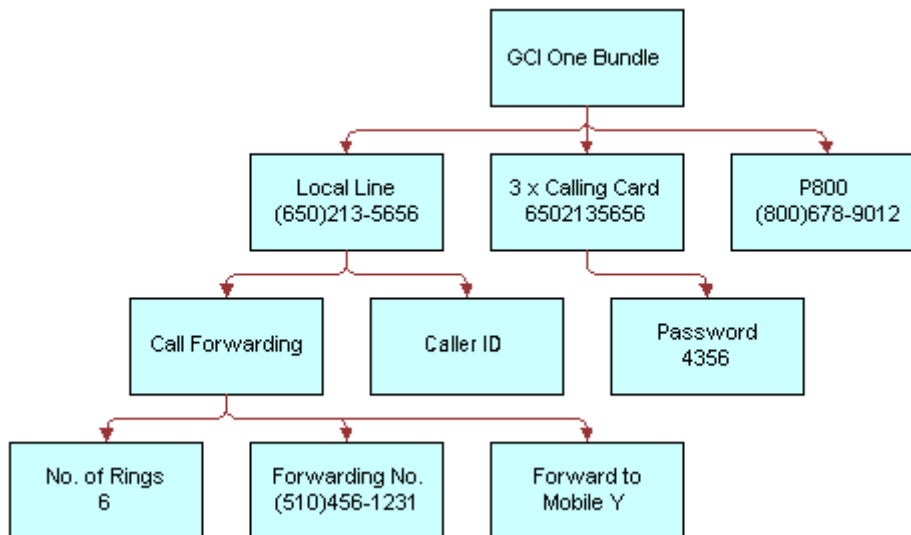 GCI One Bundle
Local Line
(650)213-5656
3 x Calling Card
6502135656
P800
(800)678-9012
Call Forwarding
Caller ID
Password
4356
No. of Rings
6
Forwarding No.
(510)456-1231
Forward to
Mobile Y